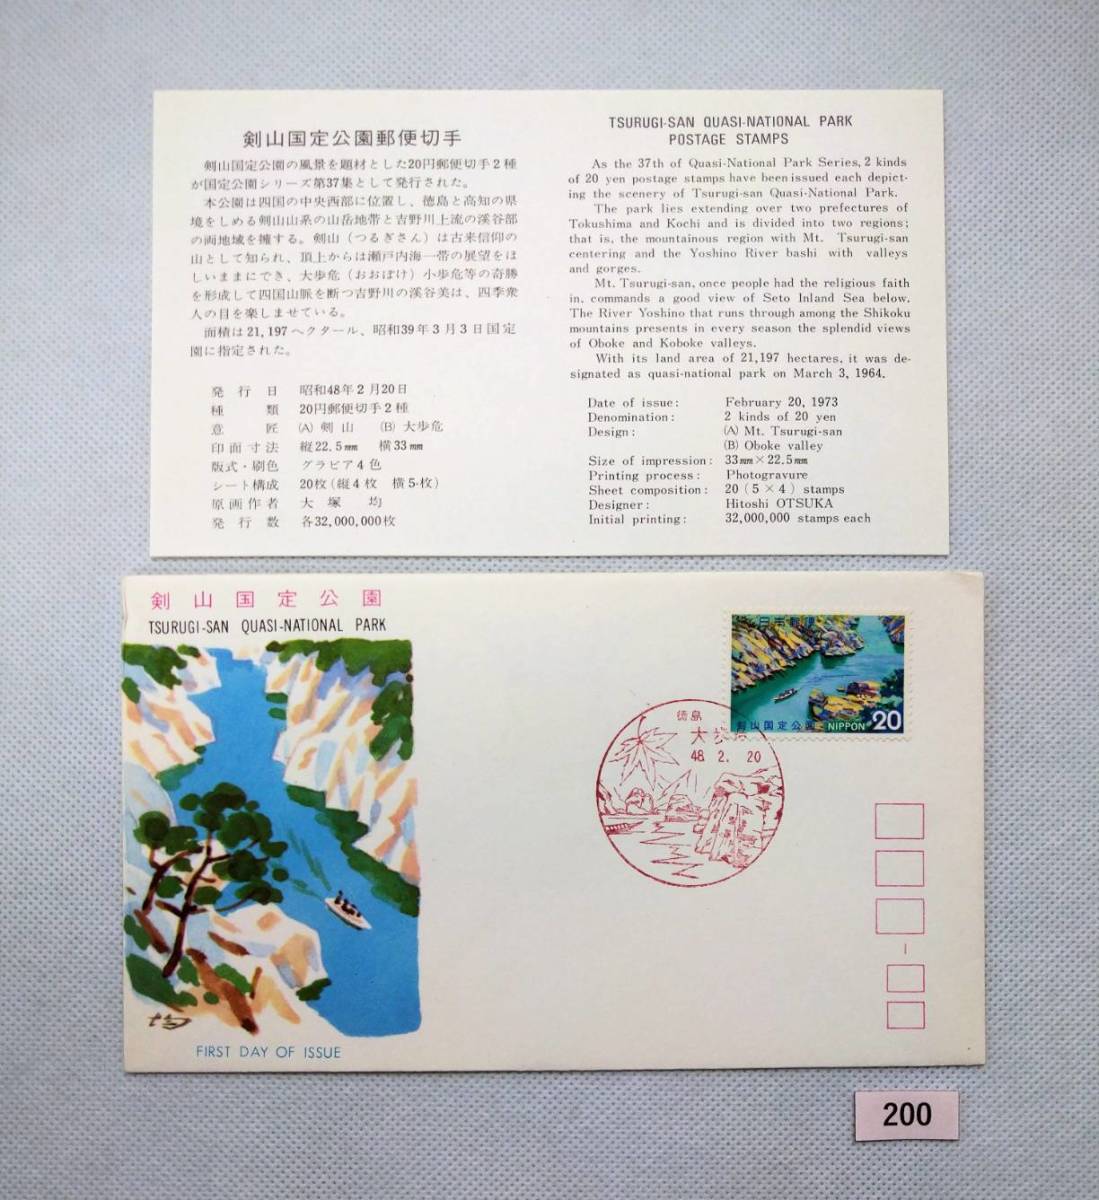 剣山国定公園郵便切手
剣山国定公園の風景を題材とした20円郵便切手2種
が国定公園シリーズ第37集として発行された。
本公園は四国の中央西部に位置し、徳島と高知の県
境をしめる剣山山系の山岳地帯と吉野川上流の渓谷部
の両地域を擁する。剣山（つるぎさん）は古来信仰の
山として知られ、頂上からは瀬戸内海一帯の展望をほ
しいままにでき、大歩危（おおぼけ）小歩危等の奇勝
を形成して四国山脈を断つ吉野川の渓谷美は、四季衆
人の目を楽しませている。
面積は21,197ヘクタール、昭和39年3月3日国定
園に指定された。
発行日 昭和48年2月20日
種類 20円郵便切手2種
意匠 (A) 剣山 (B) 大歩危
印面寸法 縦22.5mm 横33mm
版式・刷色 グラビア4色
シート構成 20枚(縦4枚 横5枚)
原画作者 大塚均
発行数 各32,000,000枚
TSURUGI-SAN QUASI-NATIONAL PARK
POSTAGE STAMPS
As the 37th of Quasi-National Park Series, 2 kinds
of 20 yen postage stamps have been issued each depict-
ing the scenery of Tsurugi-san Quasi-National Park.
The park lies extending over two prefectures of
Tokushima and Kochi and is divided into two regions;
that is, the mountainous region with Mt. Tsurugi-san
centering and the Yoshino River bashi with valleys
and gorges.
Mt. Tsurugi-san, once people had the religious faith
in, commands a good view of Seto Inland Sea below.
The River Yoshino that runs through among the Shikoku
mountains presents in every season the splendid views
of Oboke and Koboke valleys.
With its land area of 21,197 hectares, it was de-
signated as quasi-national park on March 3, 1964.
Date of issue: February 20, 1973
Denomination: 2 kinds of 20 yen
Design: (A) Mt. Tsurugi-san
(B) Oboke valley
Size of impression: 33mm×22.5mm
Printing process: Photogravure
Sheet composition: 20 (5×4) stamps
Designer: Hitoshi OTSUKA
Initial printing: 32,000,000 stamps each
剣山国定公園
TSURUGI-SAN QUASI-NATIONAL PARK
日本郵便
剣山国定公園 NIPPON 20
徳島
大歩危
48. 2. 20
FIRST DAY OF ISSUE
200